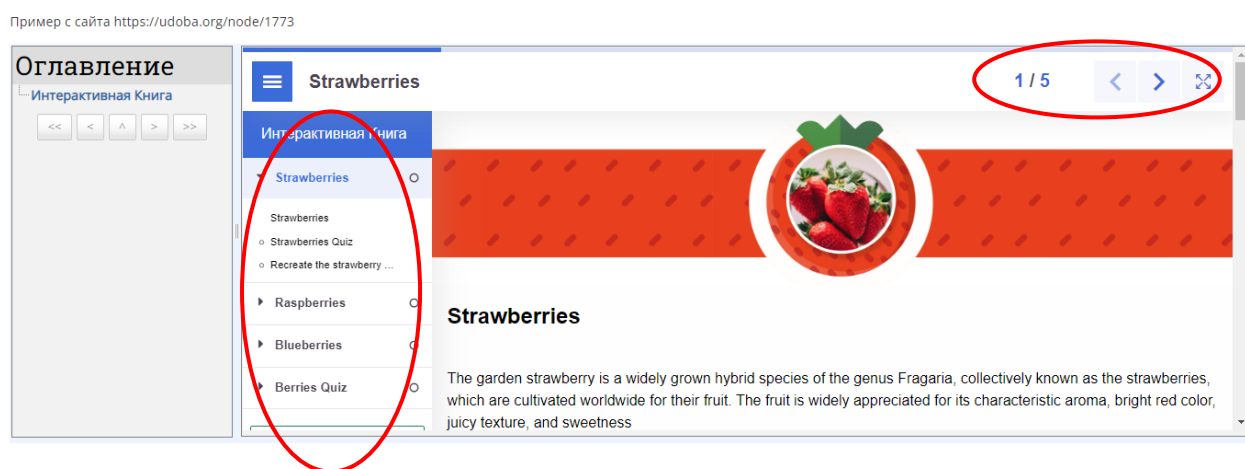 Пример с сайта https://udoba.org/node/1773
Оглавление
Интерактивная Книга
<< < ^ > >>
Strawberries
1 / 5 < >
Интерактивная Книга
Strawberries
Strawberries
Strawberries Quiz
Recreate the strawberry ...
Raspberries
Blueberries
Berries Quiz
Strawberries
The garden strawberry is a widely grown hybrid species of the genus Fragaria, collectively known as the strawberries,
which are cultivated worldwide for their fruit. The fruit is widely appreciated for its characteristic aroma, bright red color,
juicy texture, and sweetness